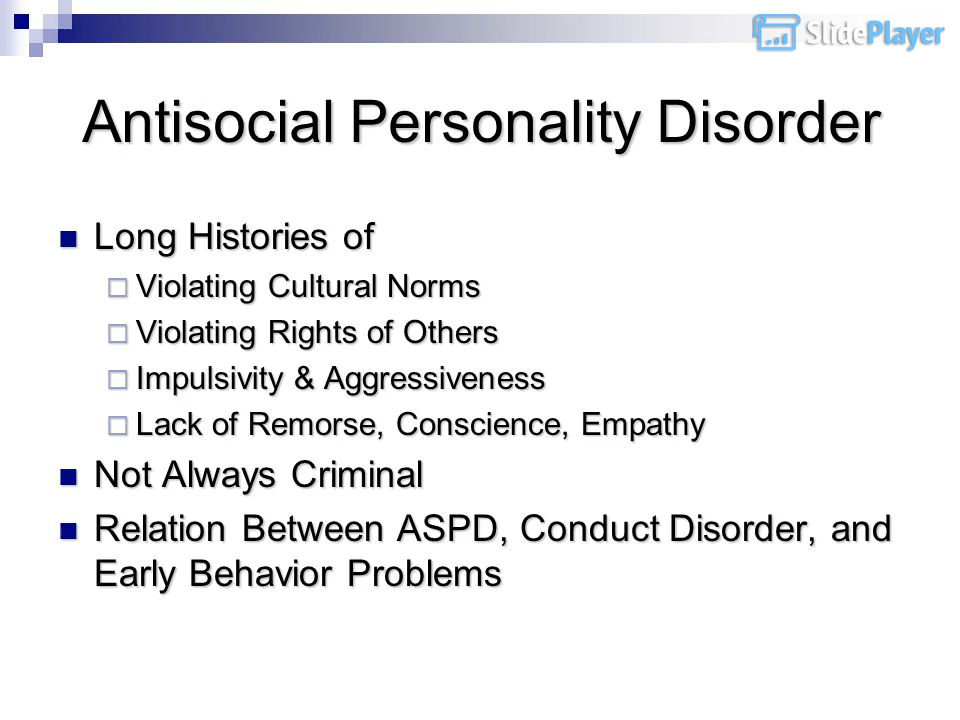 SlidePlayer
Antisocial Personality Disorder
Long Histories of
Violating Cultural Norms
Violating Rights of Others
Impulsivity & Aggressiveness
Lack of Remorse, Conscience, Empathy
Not Always Criminal
Relation Between ASPD, Conduct Disorder, and
Early Behavior Problems